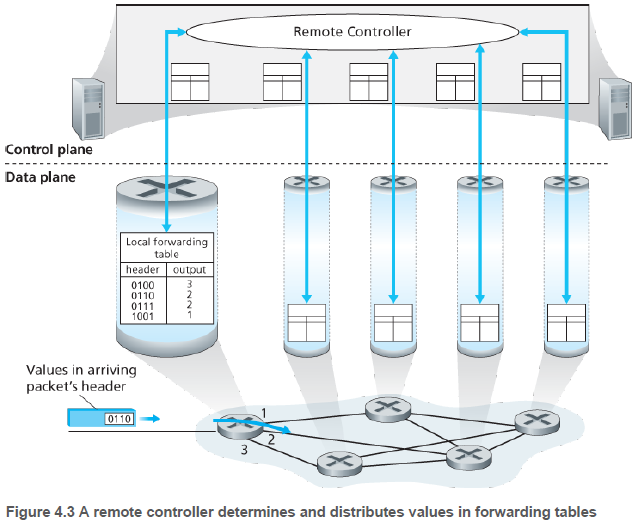 Remote Controller
Control plane
Data plane
Local forwarding
table
header output
0100 3
0110 2
0111 2
1001 1
Values in arriving
packet's header
0110
1
2
3
Figure 4.3 A remote controller determines and distributes values in forwarding tables